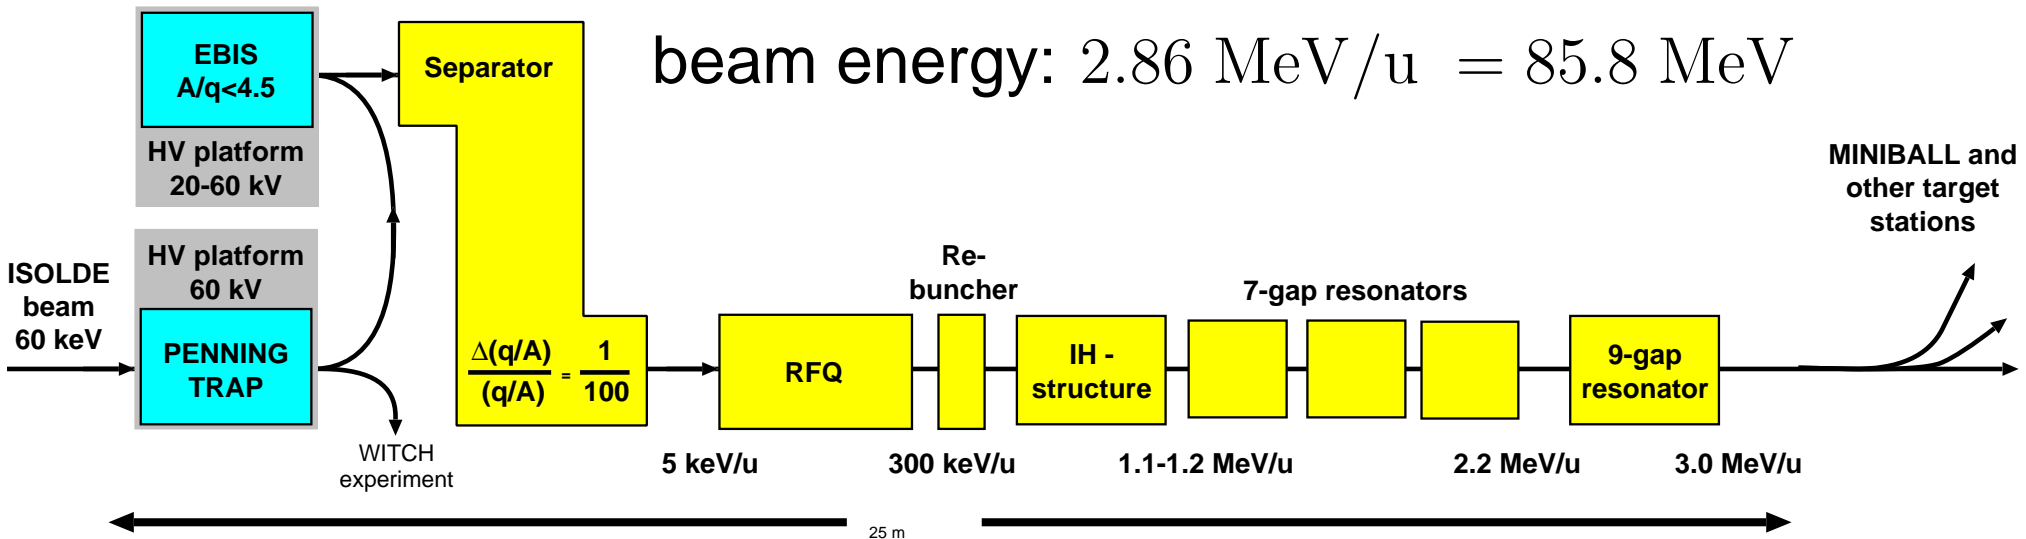 beam energy: 2.86 MeV/u = 85.8 MeV
EBIS
A/q<4.5
HV platform
20-60 kV
Separator
ISOLDE
beam
60 keV
HV platform
60 kV
PENNING
TRAP
WITCH
experiment
Δ(q/A)
(q/A)
=
1
100
RFQ
Re-
buncher
IH -
structure
7-gap resonators
9-gap
resonator
MINIBALL and
other target
stations
5 keV/u
300 keV/u
1.1-1.2 MeV/u
2.2 MeV/u
3.0 MeV/u
25 m